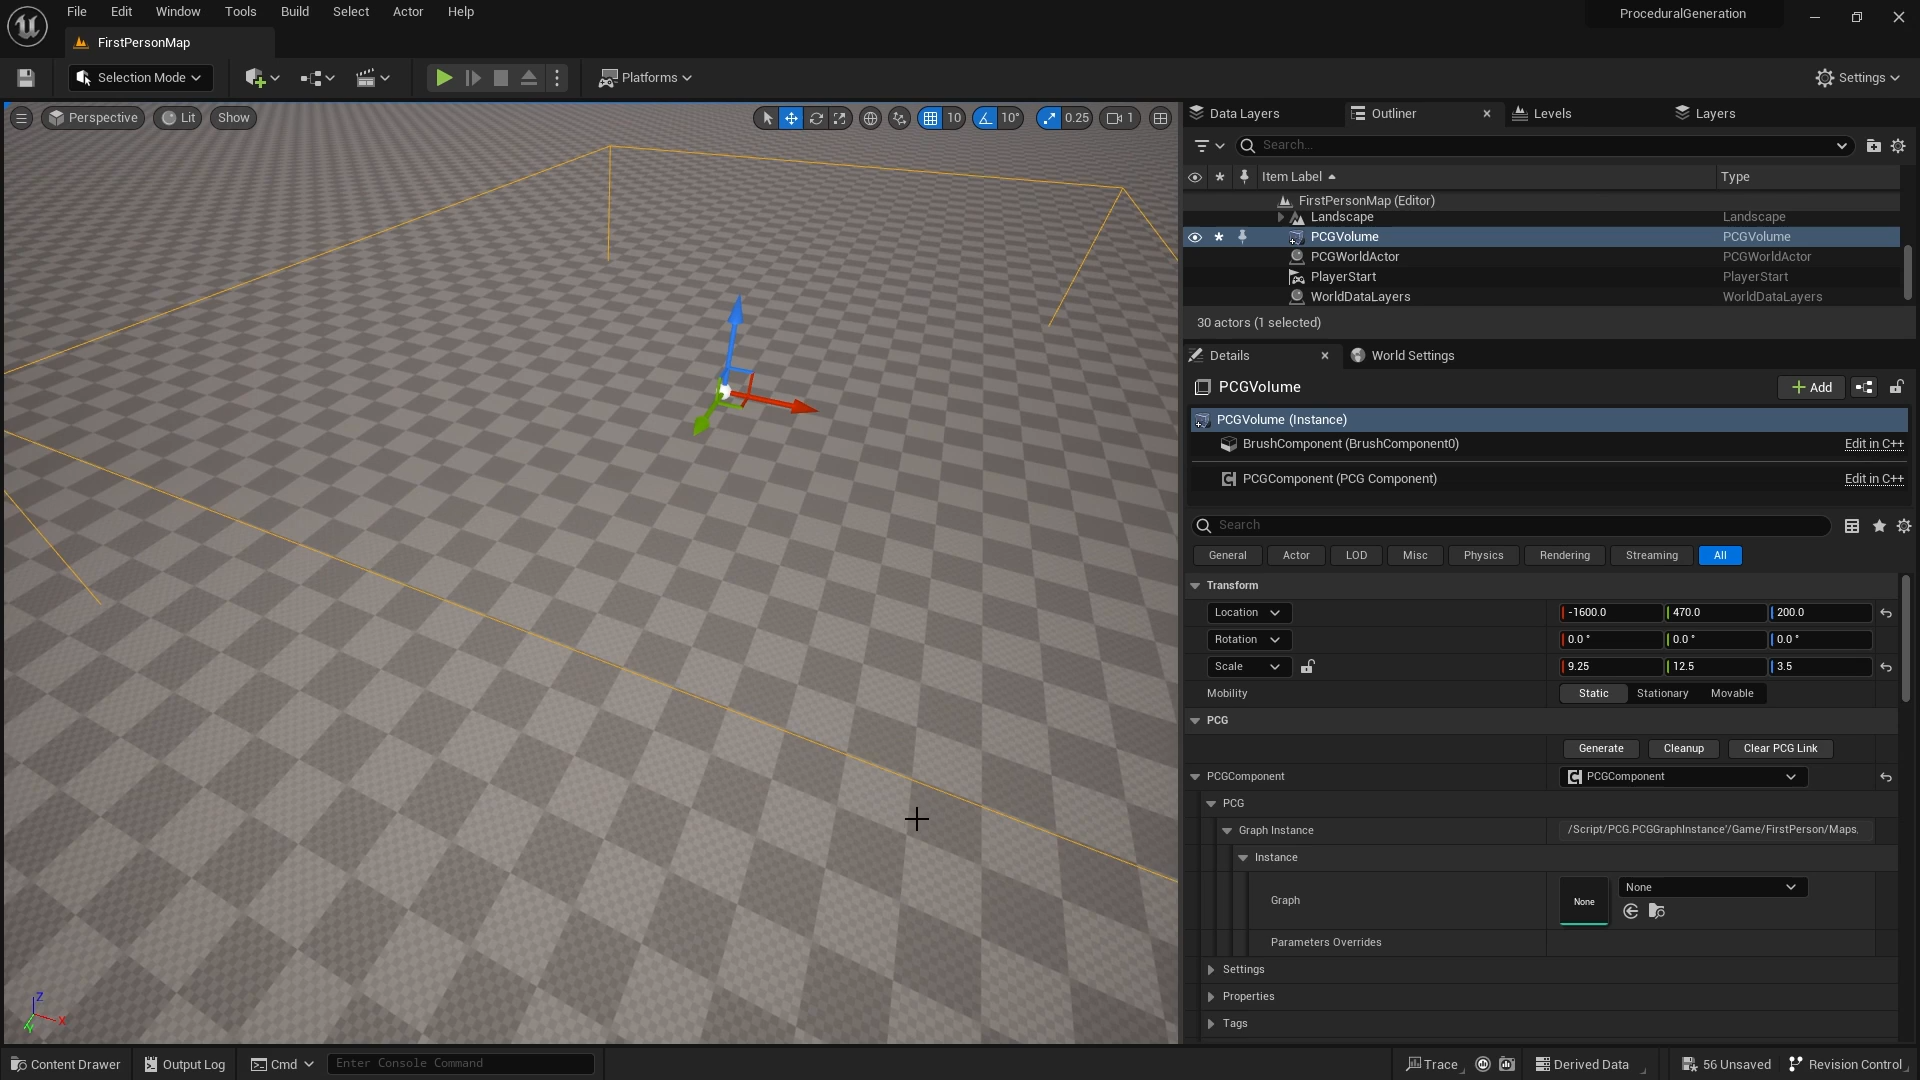 File Edit Window Tools Build Select Actor Help
ProceduralGeneration
FirstPersonMap
Selection Mode
Platforms
Settings
Perspective Lit Show
10 10° 0.25 1
Data Layers Outliner Levels Layers
Search...
Item Label Type
FirstPersonMap (Editor)
Landscape Landscape
PCGVolume PCGVolume
PCGWorldActor PCGWorldActor
PlayerStart PlayerStart
WorldDataLayers WorldDataLayers
30 actors (1 selected)
Details World Settings
PCGVolume
Add
PCGVolume (Instance)
BrushComponent (BrushComponent0) Edit in C++
PCGComponent (PCG Component) Edit in C++
Search
General Actor LOD Misc Physics Rendering Streaming All
Transform
Location -1600.0 470.0 200.0
Rotation 0.0 ° 0.0 ° 0.0 °
Scale 9.25 12.5 3.5
Mobility Static Stationary Movable
PCG
Generate Cleanup Clear PCG Link
PCGComponent PCGComponent
PCG
Graph Instance /Script/PCG.PCGGraphInstance'/Game/FirstPerson/Maps.
Instance
Graph None None
Parameters Overrides
Settings
Properties
Tags
Z
X
Y
Content Drawer Output Log Cmd Enter Console Command Trace Derived Data 56 Unsaved Revision Control